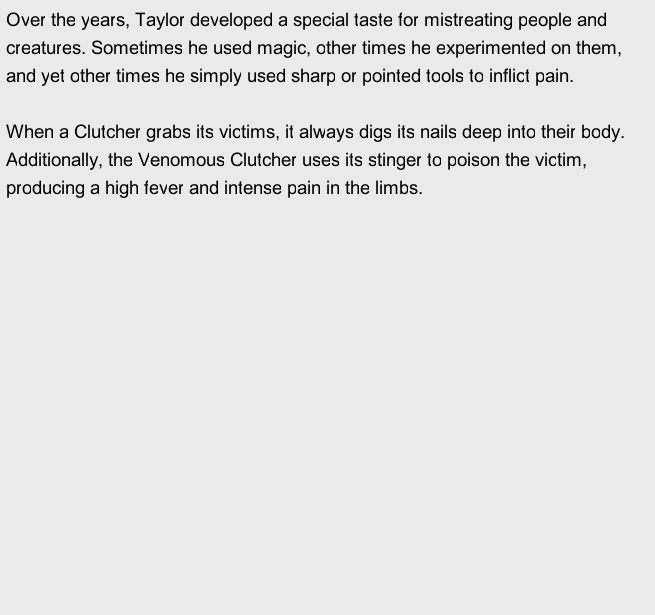 Over the years, Taylor developed a special taste for mistreating people and
creatures. Sometimes he used magic, other times he experimented on them,
and yet other times he simply used sharp or pointed tools to inflict pain.

When a Clutcher grabs its victims, it always digs its nails deep into their body.
Additionally, the Venomous Clutcher uses its stinger to poison the victim,
producing a high fever and intense pain in the limbs.